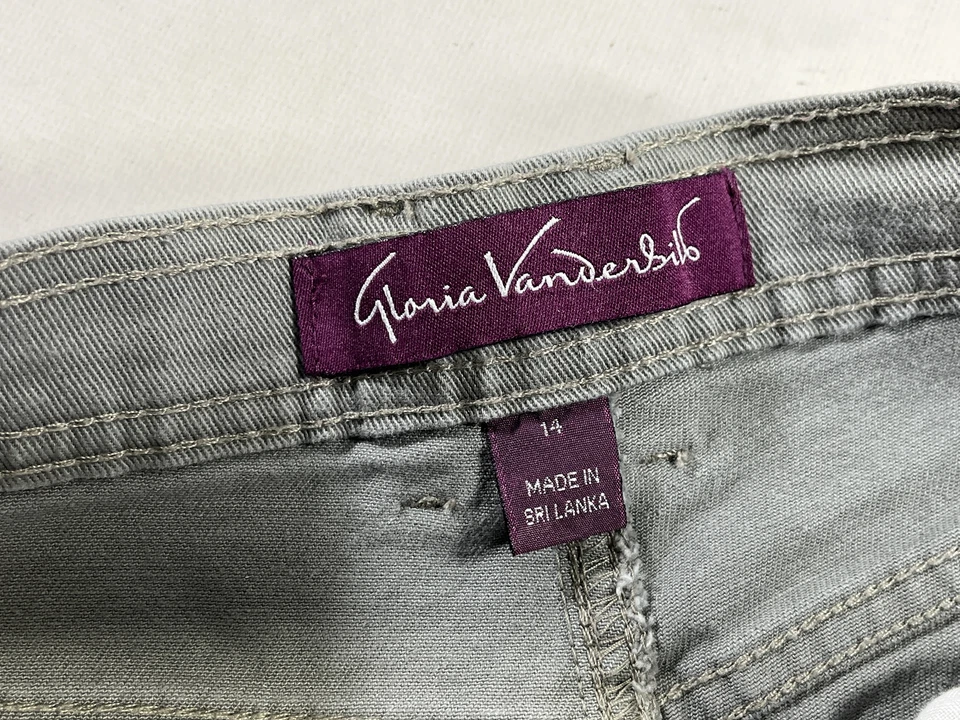 Gloria Vanderbilt
14
MADE IN
SRI LANKA